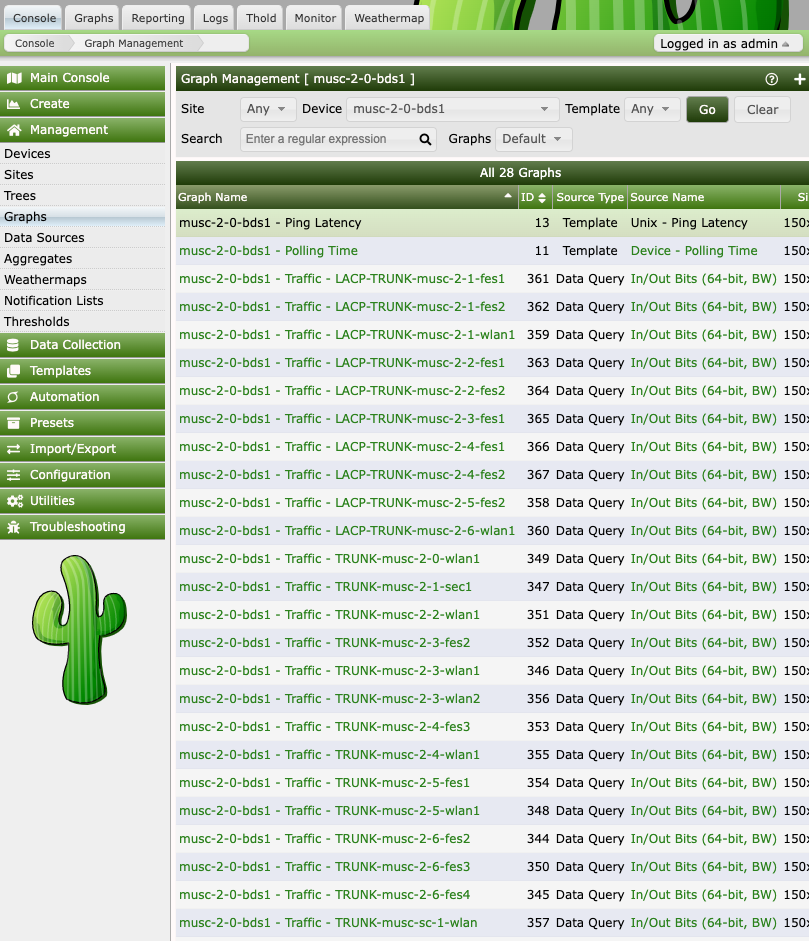 Console Graphs Reporting Logs Thold Monitor Weathermap
Console Graph Management Logged in as admin
Main Console
Create
Management
Devices
Sites
Trees
Graphs
Data Sources
Aggregates
Weathermaps
Notification Lists
Thresholds
Data Collection
Templates
Automation
Presets
Import/Export
Configuration
Utilities
Troubleshooting
Graph Management [ musc-2-0-bds1 ]
Site Any Device musc-2-0-bds1 Template Any Go Clear
Search Enter a regular expression Graphs Default
All 28 Graphs
Graph Name ID Source Type Source Name Si
musc-2-0-bds1 - Ping Latency 13 Template Unix - Ping Latency 150x
musc-2-0-bds1 - Polling Time 11 Template Device - Polling Time 150x
musc-2-0-bds1 - Traffic - LACP-TRUNK-musc-2-1-fes1 361 Data Query In/Out Bits (64-bit, BW) 150x
musc-2-0-bds1 - Traffic - LACP-TRUNK-musc-2-1-fes2 362 Data Query In/Out Bits (64-bit, BW) 150x
musc-2-0-bds1 - Traffic - LACP-TRUNK-musc-2-1-wlan1 359 Data Query In/Out Bits (64-bit, BW) 150x
musc-2-0-bds1 - Traffic - LACP-TRUNK-musc-2-2-fes1 363 Data Query In/Out Bits (64-bit, BW) 150x
musc-2-0-bds1 - Traffic - LACP-TRUNK-musc-2-2-fes2 364 Data Query In/Out Bits (64-bit, BW) 150x
musc-2-0-bds1 - Traffic - LACP-TRUNK-musc-2-3-fes1 365 Data Query In/Out Bits (64-bit, BW) 150x
musc-2-0-bds1 - Traffic - LACP-TRUNK-musc-2-4-fes1 366 Data Query In/Out Bits (64-bit, BW) 150x
musc-2-0-bds1 - Traffic - LACP-TRUNK-musc-2-4-fes2 367 Data Query In/Out Bits (64-bit, BW) 150x
musc-2-0-bds1 - Traffic - LACP-TRUNK-musc-2-5-fes2 358 Data Query In/Out Bits (64-bit, BW) 150x
musc-2-0-bds1 - Traffic - LACP-TRUNK-musc-2-6-wlan1 360 Data Query In/Out Bits (64-bit, BW) 150x
musc-2-0-bds1 - Traffic - TRUNK-musc-2-0-wlan1 349 Data Query In/Out Bits (64-bit, BW) 150x
musc-2-0-bds1 - Traffic - TRUNK-musc-2-1-sec1 347 Data Query In/Out Bits (64-bit, BW) 150x
musc-2-0-bds1 - Traffic - TRUNK-musc-2-2-wlan1 351 Data Query In/Out Bits (64-bit, BW) 150x
musc-2-0-bds1 - Traffic - TRUNK-musc-2-3-fes2 352 Data Query In/Out Bits (64-bit, BW) 150x
musc-2-0-bds1 - Traffic - TRUNK-musc-2-3-wlan1 346 Data Query In/Out Bits (64-bit, BW) 150x
musc-2-0-bds1 - Traffic - TRUNK-musc-2-3-wlan2 356 Data Query In/Out Bits (64-bit, BW) 150x
musc-2-0-bds1 - Traffic - TRUNK-musc-2-4-fes3 353 Data Query In/Out Bits (64-bit, BW) 150x
musc-2-0-bds1 - Traffic - TRUNK-musc-2-4-wlan1 355 Data Query In/Out Bits (64-bit, BW) 150x
musc-2-0-bds1 - Traffic - TRUNK-musc-2-5-fes1 354 Data Query In/Out Bits (64-bit, BW) 150x
musc-2-0-bds1 - Traffic - TRUNK-musc-2-5-wlan1 348 Data Query In/Out Bits (64-bit, BW) 150x
musc-2-0-bds1 - Traffic - TRUNK-musc-2-6-fes2 344 Data Query In/Out Bits (64-bit, BW) 150x
musc-2-0-bds1 - Traffic - TRUNK-musc-2-6-fes3 350 Data Query In/Out Bits (64-bit, BW) 150x
musc-2-0-bds1 - Traffic - TRUNK-musc-2-6-fes4 345 Data Query In/Out Bits (64-bit, BW) 150x
musc-2-0-bds1 - Traffic - TRUNK-musc-sc-1-wlan 357 Data Query In/Out Bits (64-bit, BW) 150x